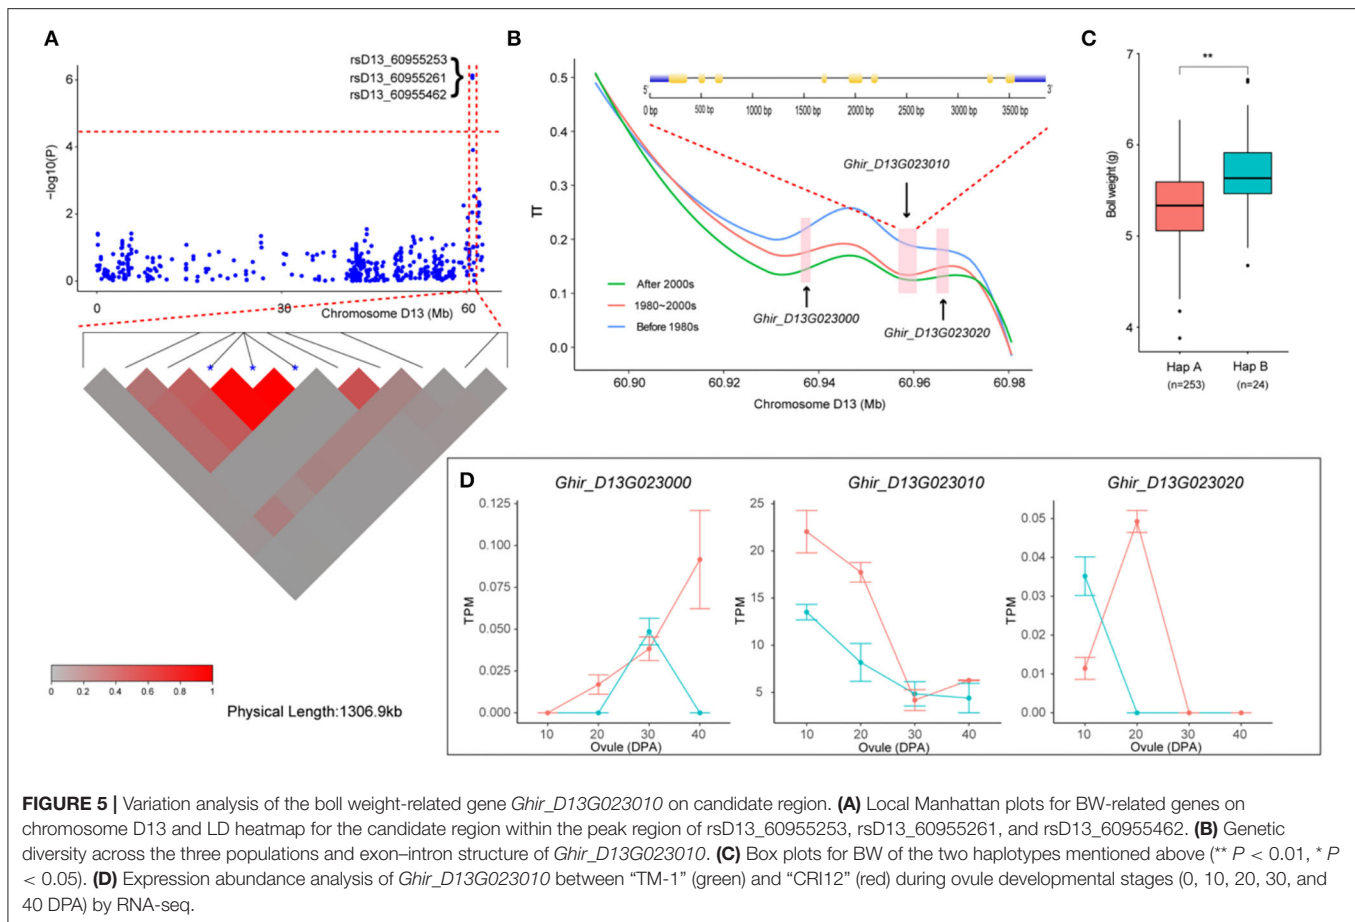 A
rsD13_60955253
rsD13_60955261
rsD13_60955462
6
4
2
0
−log10(P)
0 30 60
Chromosome D13 (Mb)
0 0.2 0.4 0.6 0.8 1
Physical Length:1306.9kb
B
0.5
0.4
0.3
0.2
0.1
0.0
π
5' 3'
0 bp 500 bp 1000 bp 1500 bp 2000 bp 2500 bp 3000 bp 3500 bp
Ghir_D13G023010
After 2000s
1980~2000s
Before 1980s
Ghir_D13G023000
Ghir_D13G023020
60.90 60.92 60.94 60.96 60.98
Chromosome D13 (Mb)
C
**
7
6
5
4
Boll weight (g)
Hap A Hap B
(n=253) (n=24)
D
Ghir_D13G023000
0.125
0.100
0.075
0.050
0.025
0.000
TPM
10 20 30 40
Ovule (DPA)
Ghir_D13G023010
25
20
15
10
5
TPM
10 20 30 40
Ovule (DPA)
Ghir_D13G023020
0.05
0.04
0.03
0.02
0.01
0.00
TPM
10 20 30 40
Ovule (DPA)
FIGURE 5 | Variation analysis of the boll weight-related gene Ghir_D13G023010 on candidate region. (A) Local Manhattan plots for BW-related genes on
chromosome D13 and LD heatmap for the candidate region within the peak region of rsD13_60955253, rsD13_60955261, and rsD13_60955462. (B) Genetic
diversity across the three populations and exon–intron structure of Ghir_D13G023010. (C) Box plots for BW of the two haplotypes mentioned above (** P < 0.01, * P
< 0.05). (D) Expression abundance analysis of Ghir_D13G023010 between “TM-1” (green) and “CRI12” (red) during ovule developmental stages (0, 10, 20, 30, and
40 DPA) by RNA-seq.